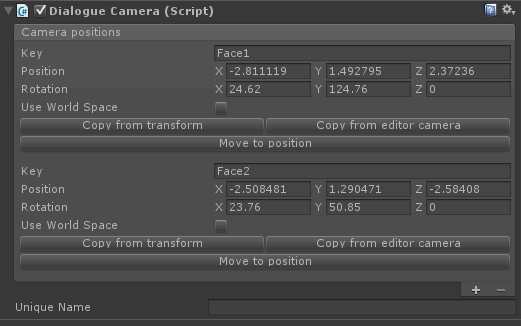 Dialogue Camera (Script)
Camera positions
Key Face1
Position X -2.811119 Y 1.492795 Z 2.37236
Rotation X 24.62 Y 124.76 Z 0
Use World Space
Copy from transform Copy from editor camera
Move to position
Key Face2
Position X -2.508481 Y 1.290471 Z -2.58408
Rotation X 23.76 Y 50.85 Z 0
Use World Space
Copy from transform Copy from editor camera
Move to position
+ −
Unique Name